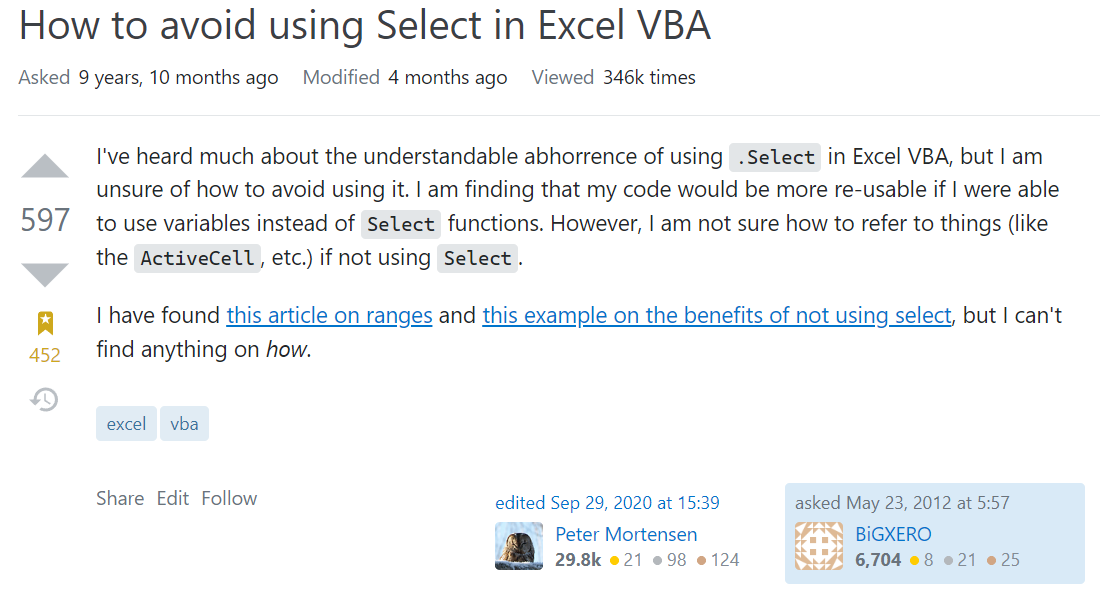 How to avoid using Select in Excel VBA
Asked 9 years, 10 months ago Modified 4 months ago Viewed 346k times
I've heard much about the understandable abhorrence of using .Select in Excel VBA, but I am
unsure of how to avoid using it. I am finding that my code would be more re-usable if I were able
597
to use variables instead of Select functions. However, I am not sure how to refer to things (like
the ActiveCell, etc.) if not using Select.
I have found this article on ranges and this example on the benefits of not using select, but I can't
452
find anything on how.
excel vba
Share Edit Follow
edited Sep 29, 2020 at 15:39
Peter Mortensen
29.8k 21 98 124
asked May 23, 2012 at 5:57
BiGXERO
6,704 8 21 25